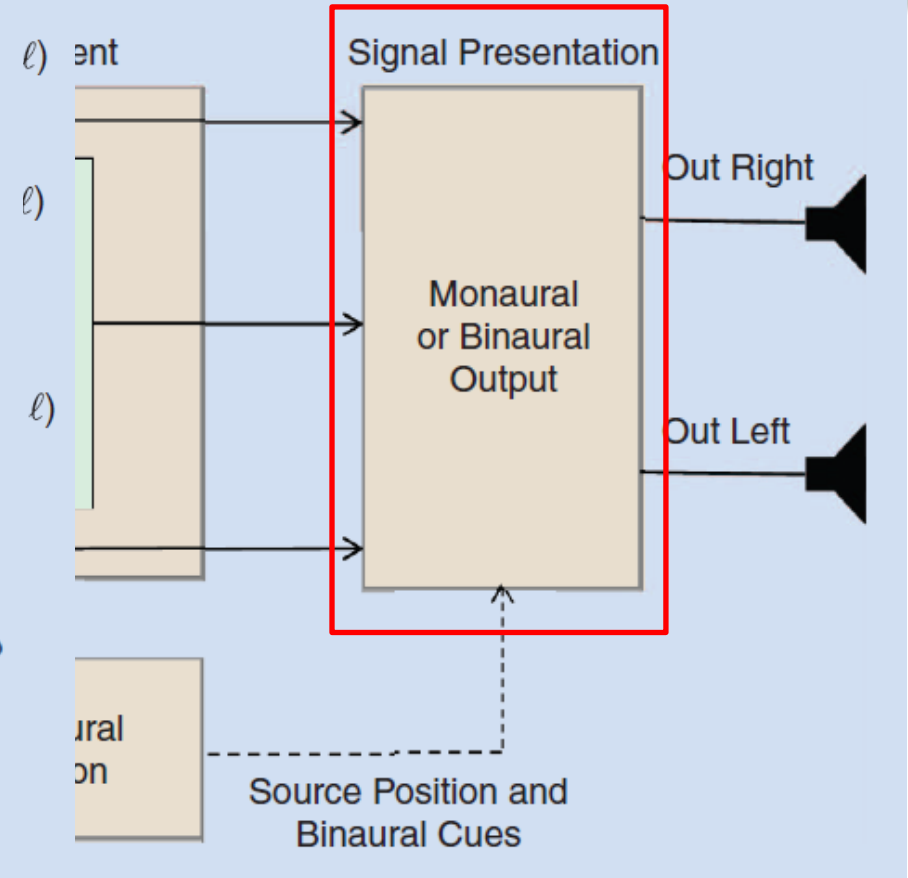 ℓ) ent
Signal Presentation
Out Right
ℓ)
Monaural
or Binaural
Output
ℓ)
Out Left
ural
on
Source Position and
Binaural Cues